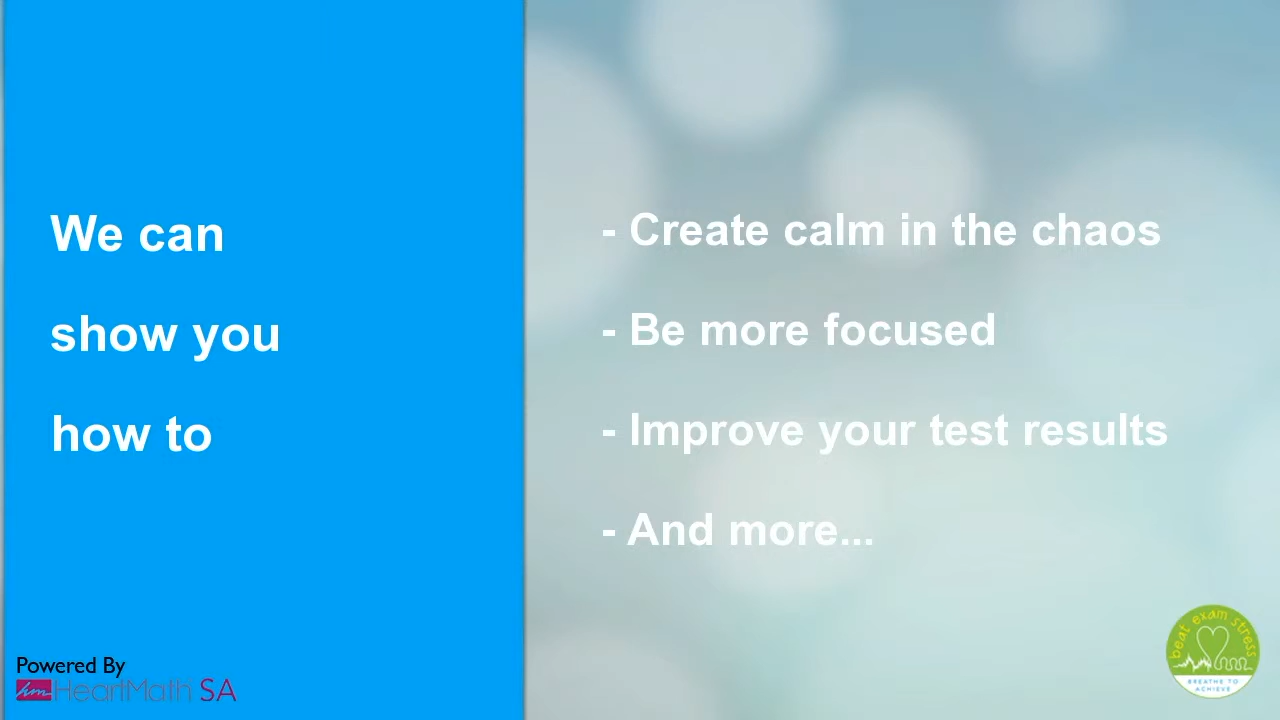 We can
show you
how to
- Create calm in the chaos
- Be more focused
- Improve your test results
- And more...
Powered By
hm HeartMath SA
beat exam stress
BREATHE TO
ACHIEVE